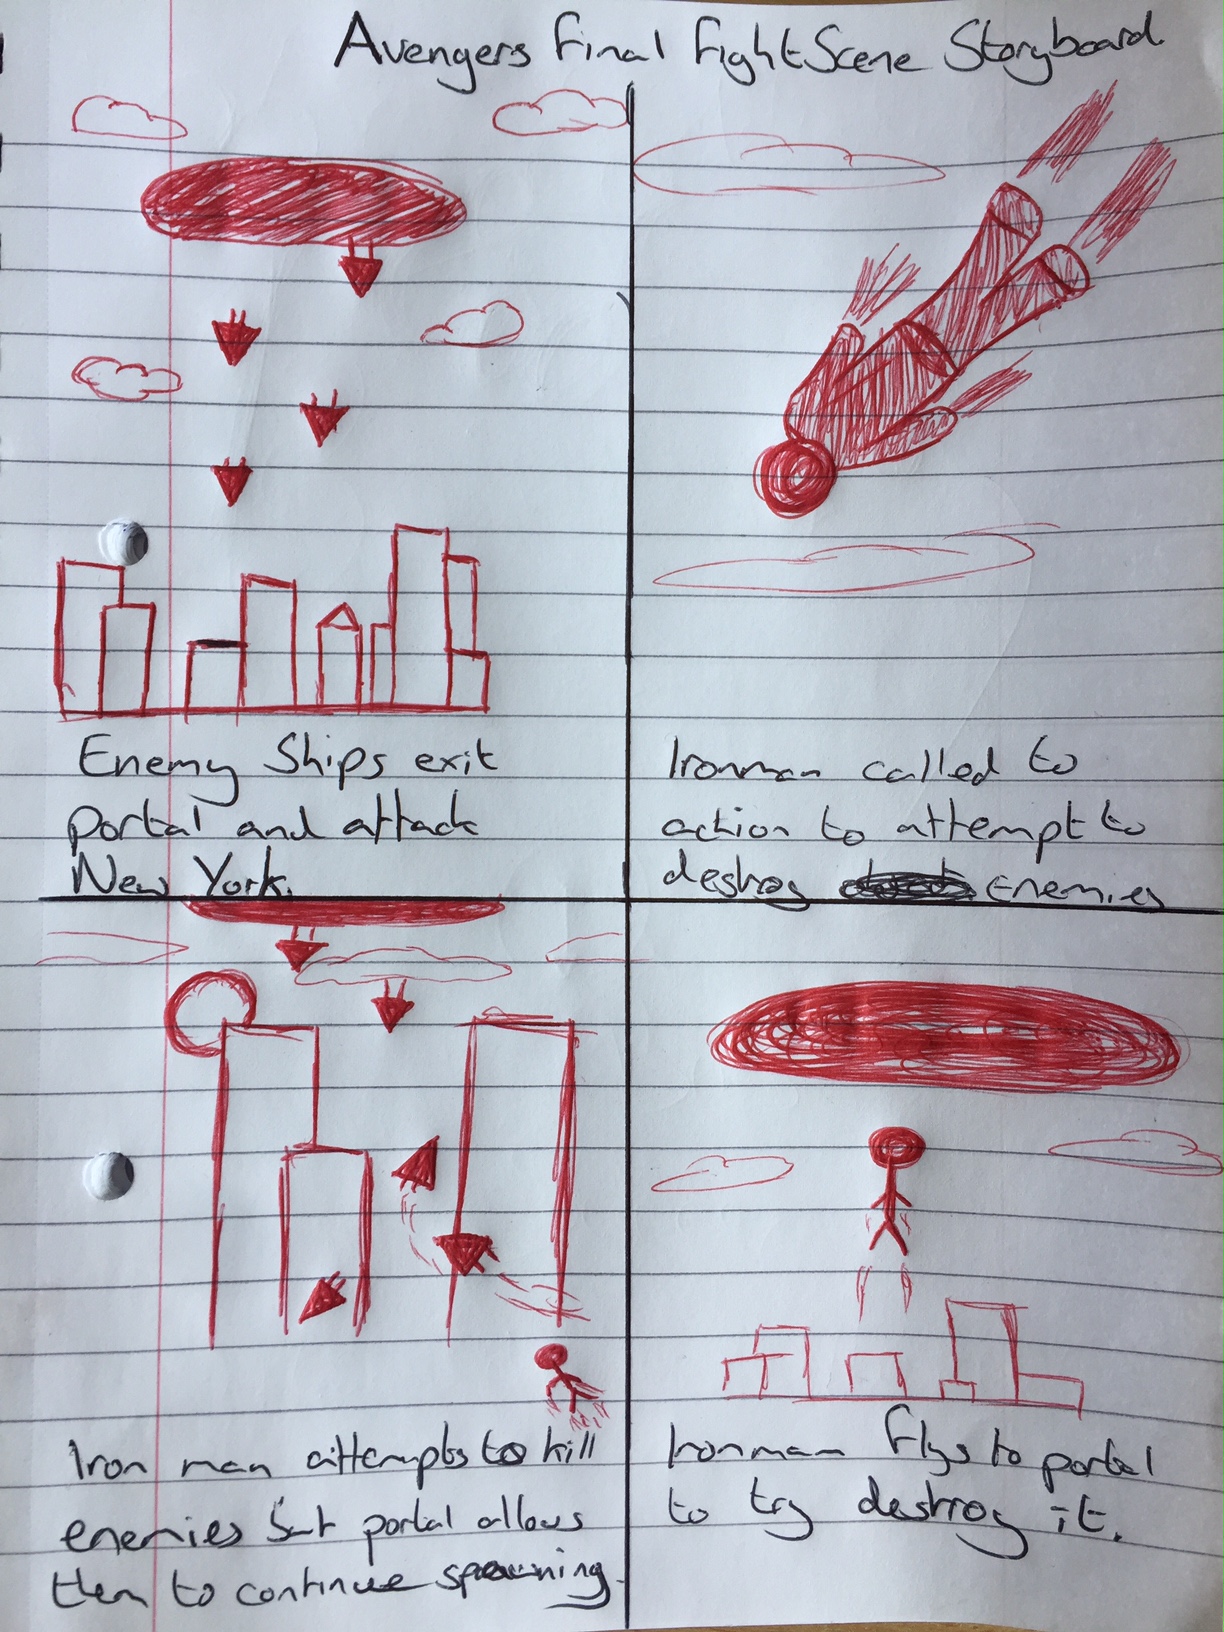 Avengers Final Fight Scene Storyboard.
Enemy Ships exit
portal and attack
New York.
Ironman called to
action to attempt to
destroy Enemies
Iron man attempts to kill
enemies but portal allows
them to continue spawning.
Ironman flys to portal
to try destroy it.